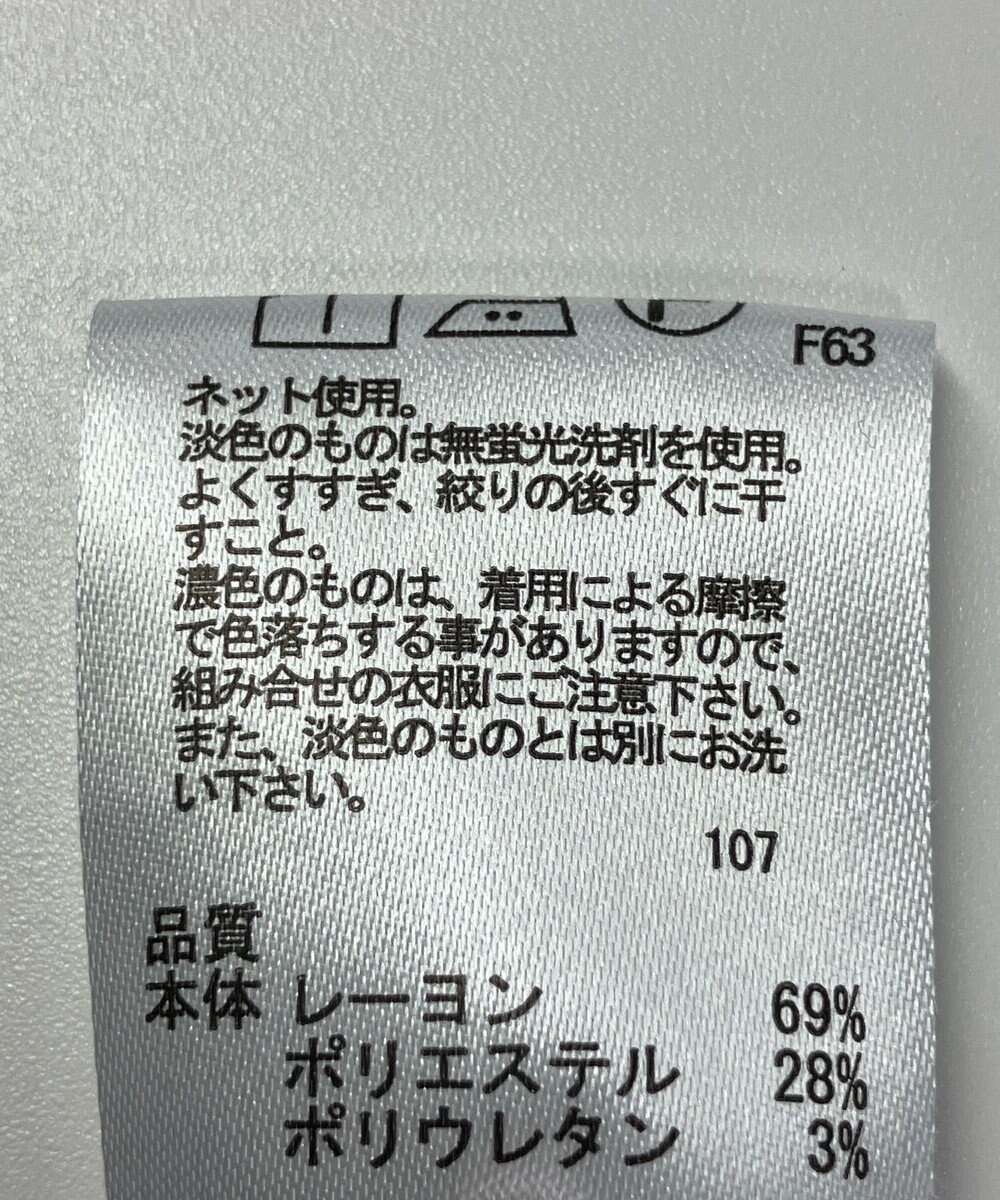 F63
ネット使用。
淡色のものは無蛍光洗剤を使用。
よくすすぎ、絞りの後すぐに干
すこと。
濃色のものは、着用による摩擦
で色落ちする事がありますので、
組み合せの衣服にご注意下さい。
また、淡色のものとは別にお洗
い下さい。
107
品質
本体 レーヨン 69%
ポリエステル 28%
ポリウレタン 3%